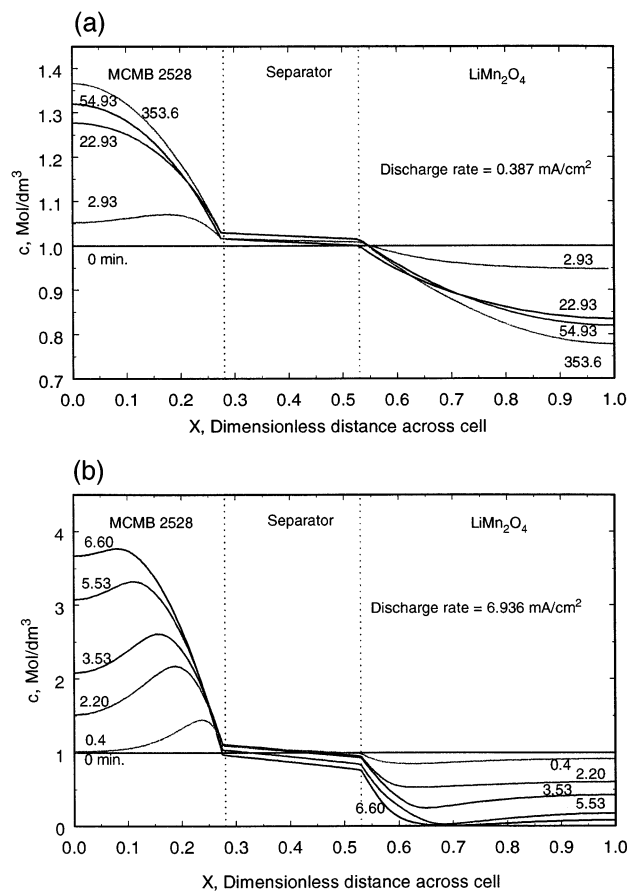 (a)
1.4
1.3
1.2
1.1
1.0
0.9
0.8
0.7
c, Mol/dm³
MCMB 2528
Separator
LiMn₂O₄
54.93
353.6
22.93
Discharge rate = 0.387 mA/cm²
2.93
0 min.
2.93
22.93
54.93
353.6
0.0 0.1 0.2 0.3 0.4 0.5 0.6 0.7 0.8 0.9 1.0
X, Dimensionless distance across cell
(b)
4
3
2
1
0
c, Mol/dm³
MCMB 2528
Separator
LiMn₂O₄
6.60
5.53
Discharge rate = 6.936 mA/cm²
3.53
2.20
0.4
0 min.
0.4
2.20
3.53
5.53
6.60
0.0 0.1 0.2 0.3 0.4 0.5 0.6 0.7 0.8 0.9 1.0
X, Dimensionless distance across cell